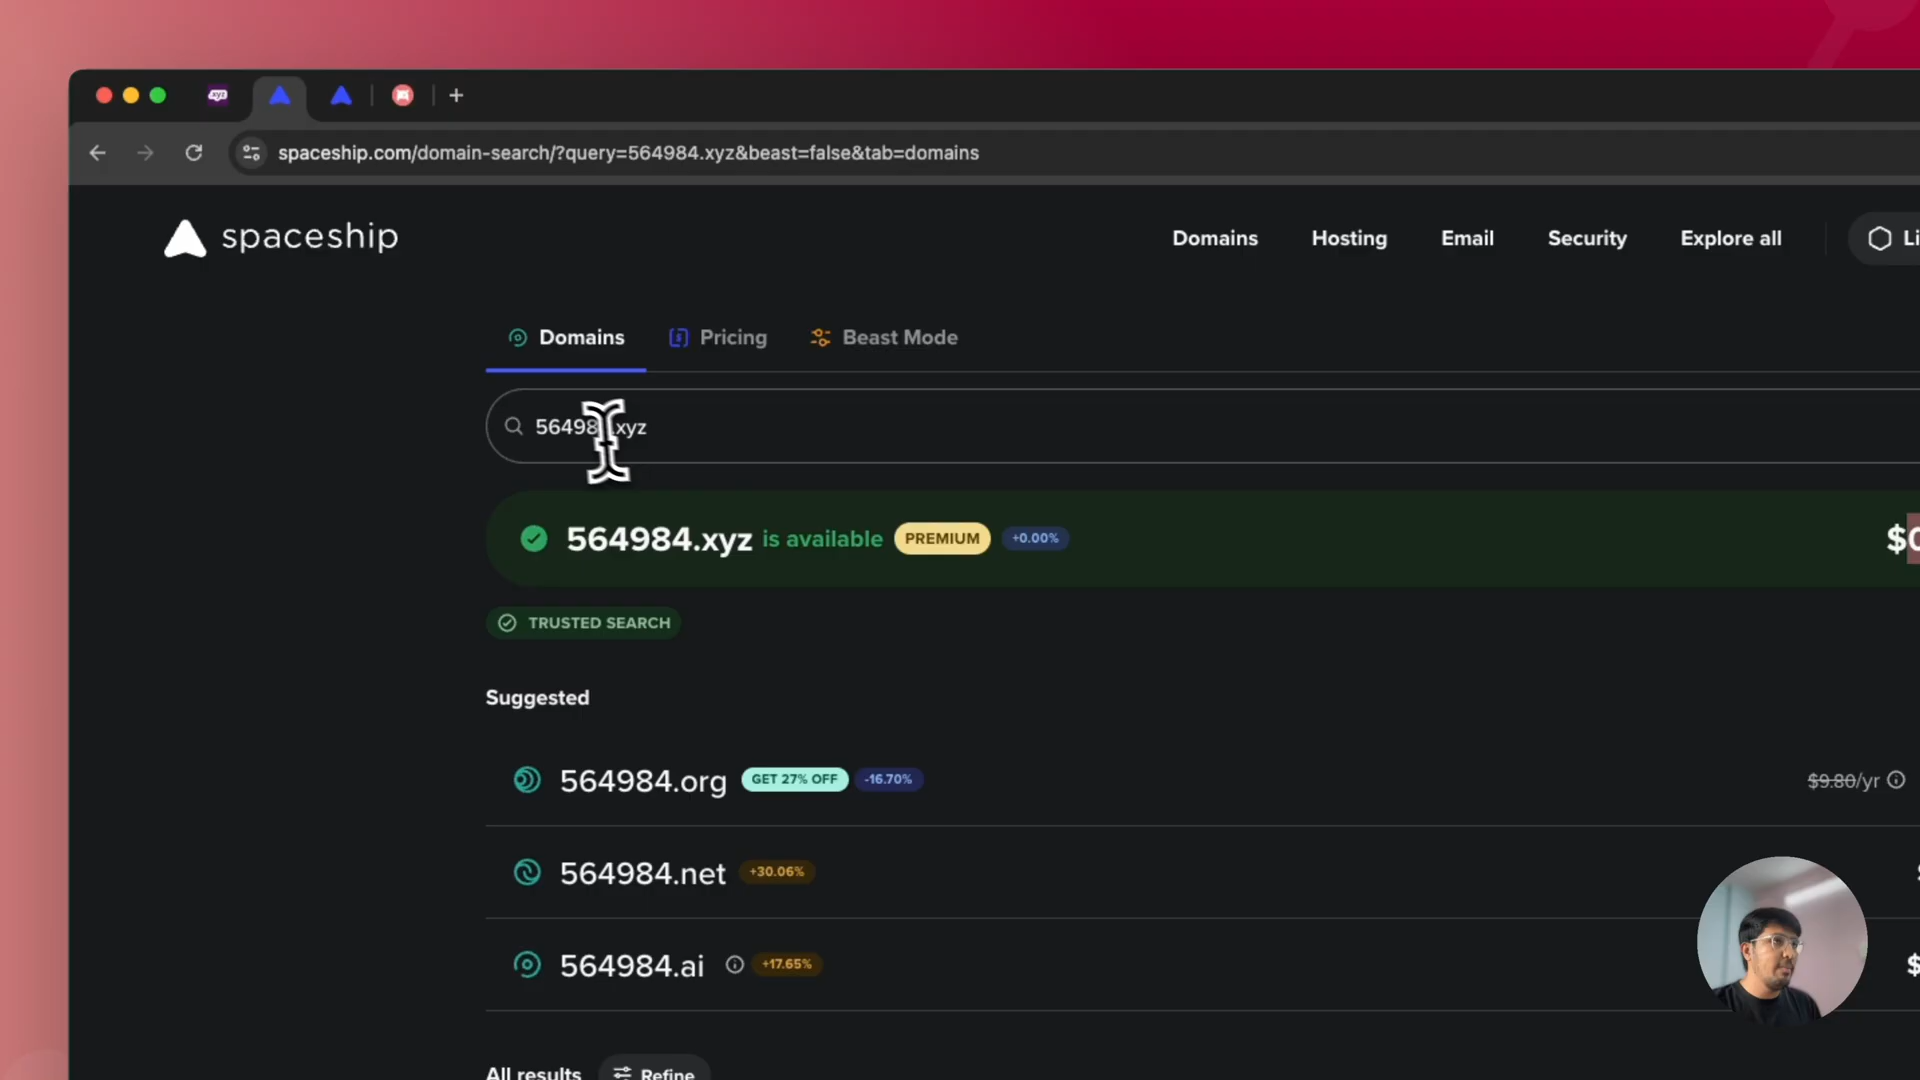 .xyz
spaceship.com/domain-search/?query=564984.xyz&beast=false&tab=domains
spaceship
Domains Hosting Email Security Explore all
Domains Pricing Beast Mode
xyz
564984.xyz is available PREMIUM +0.00%
TRUSTED SEARCH
Suggested
564984.org GET 27% OFF -16.70% $9.80/yr
564984.net +30.06%
564984.ai +17.65% $
All results Refine